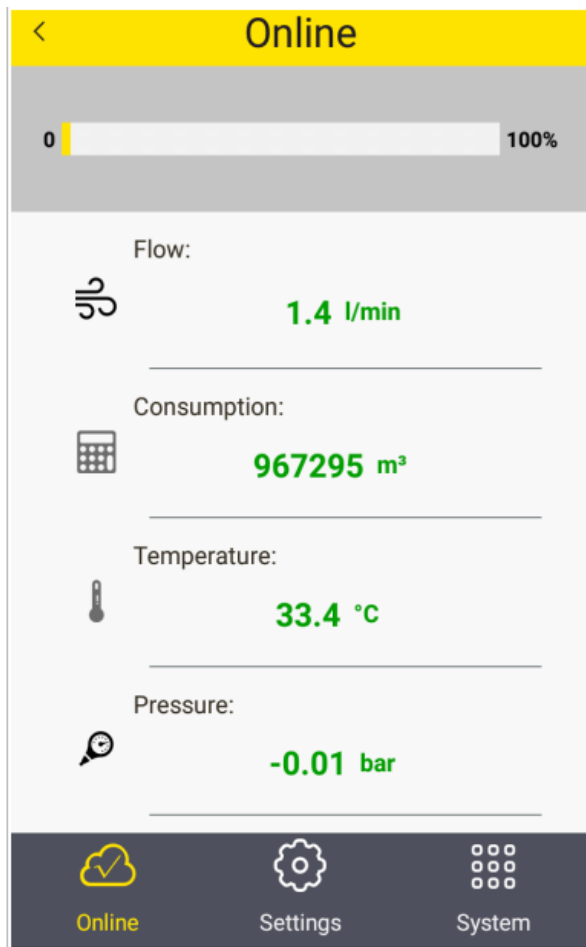 Online
0 100%
Flow:
1.4 l/min
Consumption:
967295 m³
Temperature:
33.4 °C
Pressure:
-0.01 bar
Online Settings System